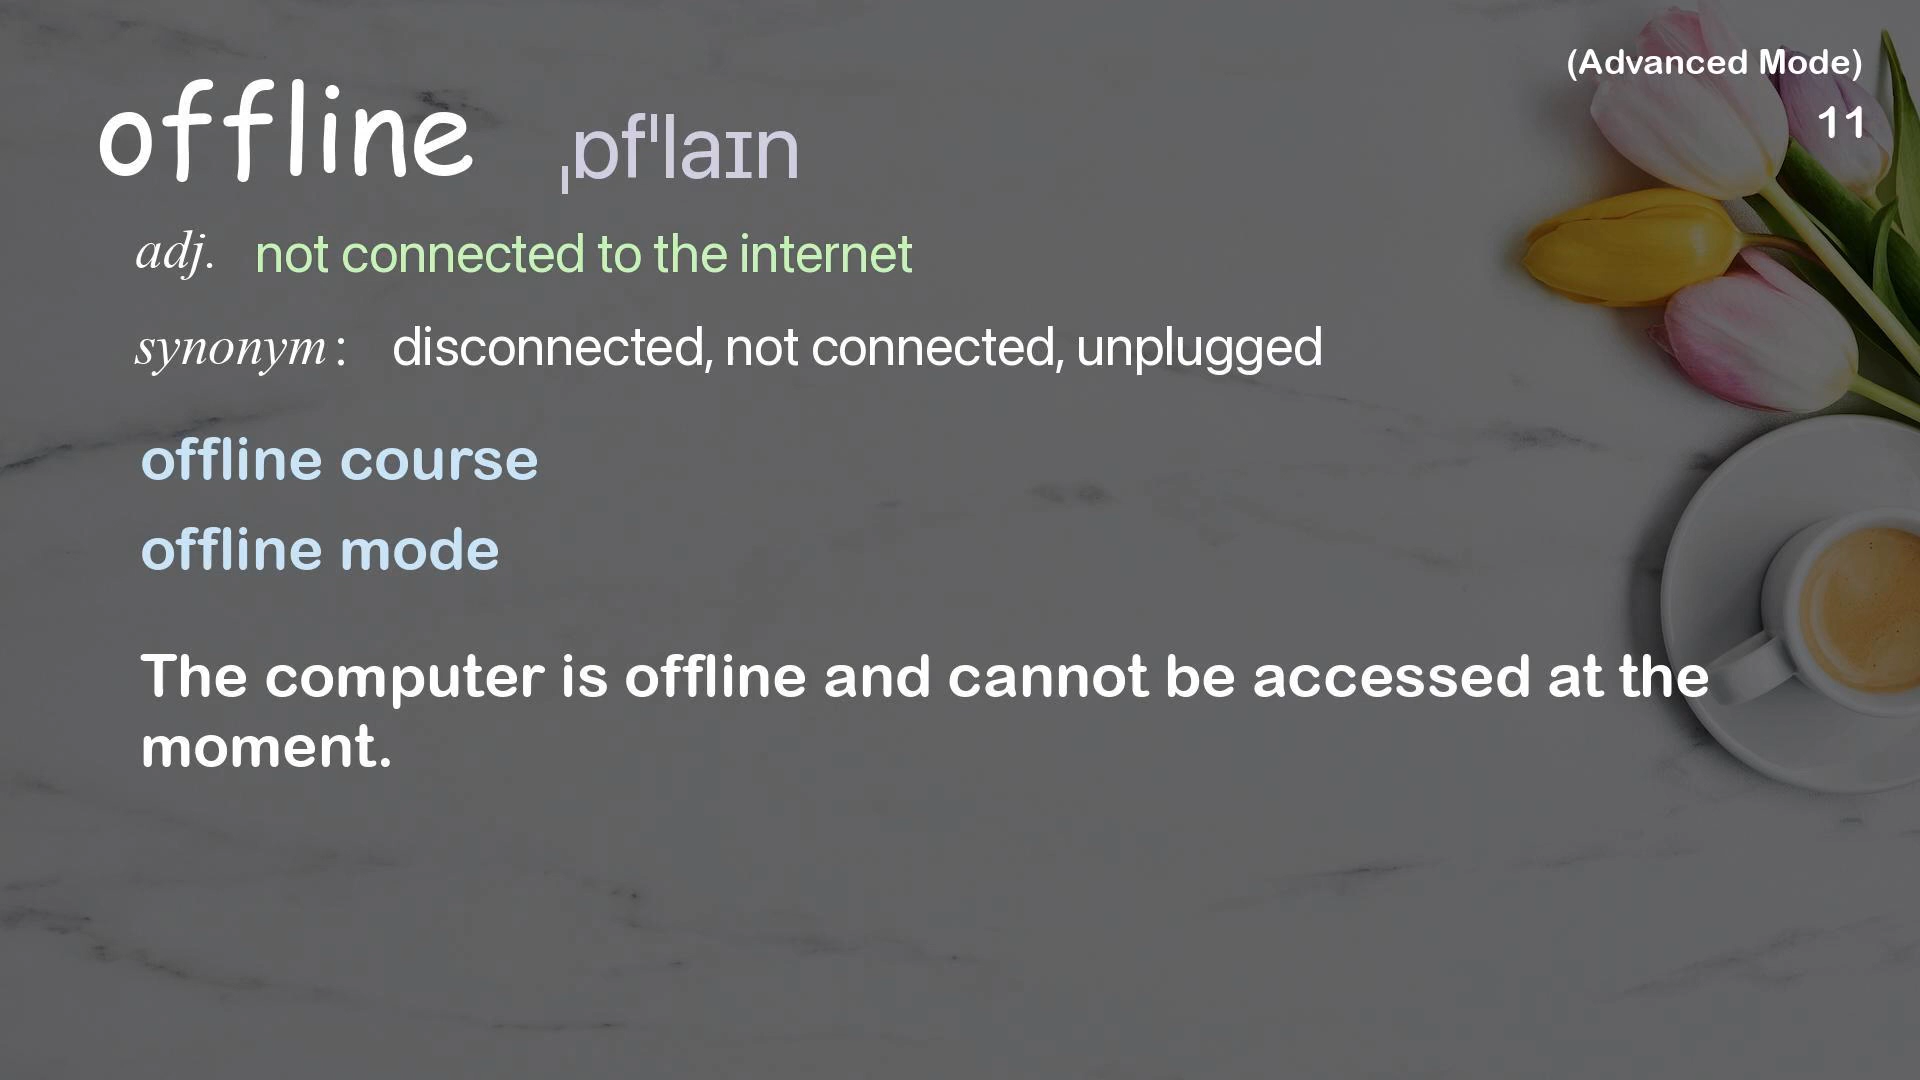 (Advanced Mode)
11
offline ˌɒfˈlaɪn
adj. not connected to the internet
synonym: disconnected, not connected, unplugged
offline course
offline mode
The computer is offline and cannot be accessed at the
moment.